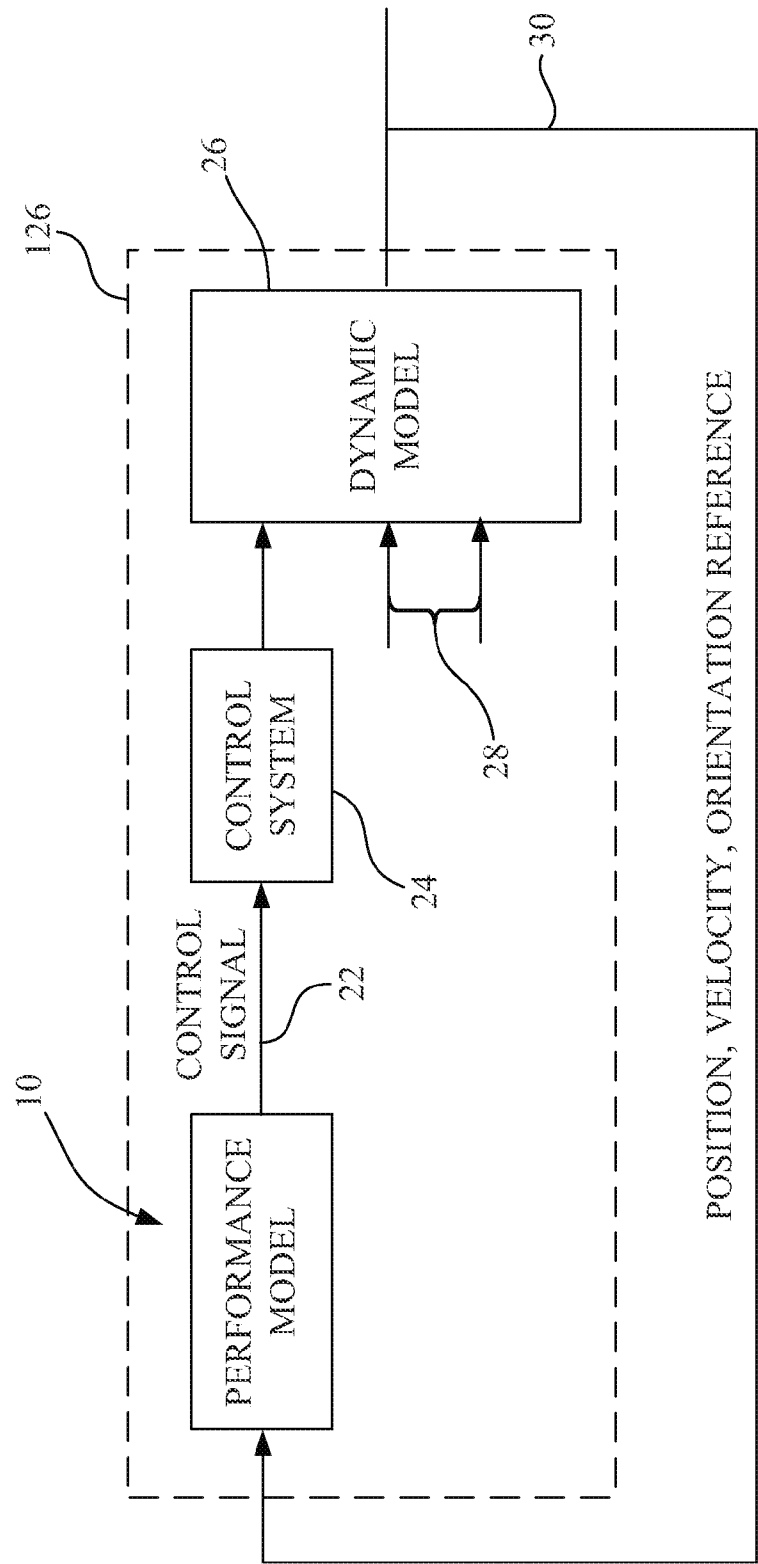 126
10
26
PERFORMANCE
MODEL
CONTROL
SIGNAL
22
CONTROL
SYSTEM
24
DYNAMIC
MODEL
28
30
POSITION, VELOCITY, ORIENTATION REFERENCE